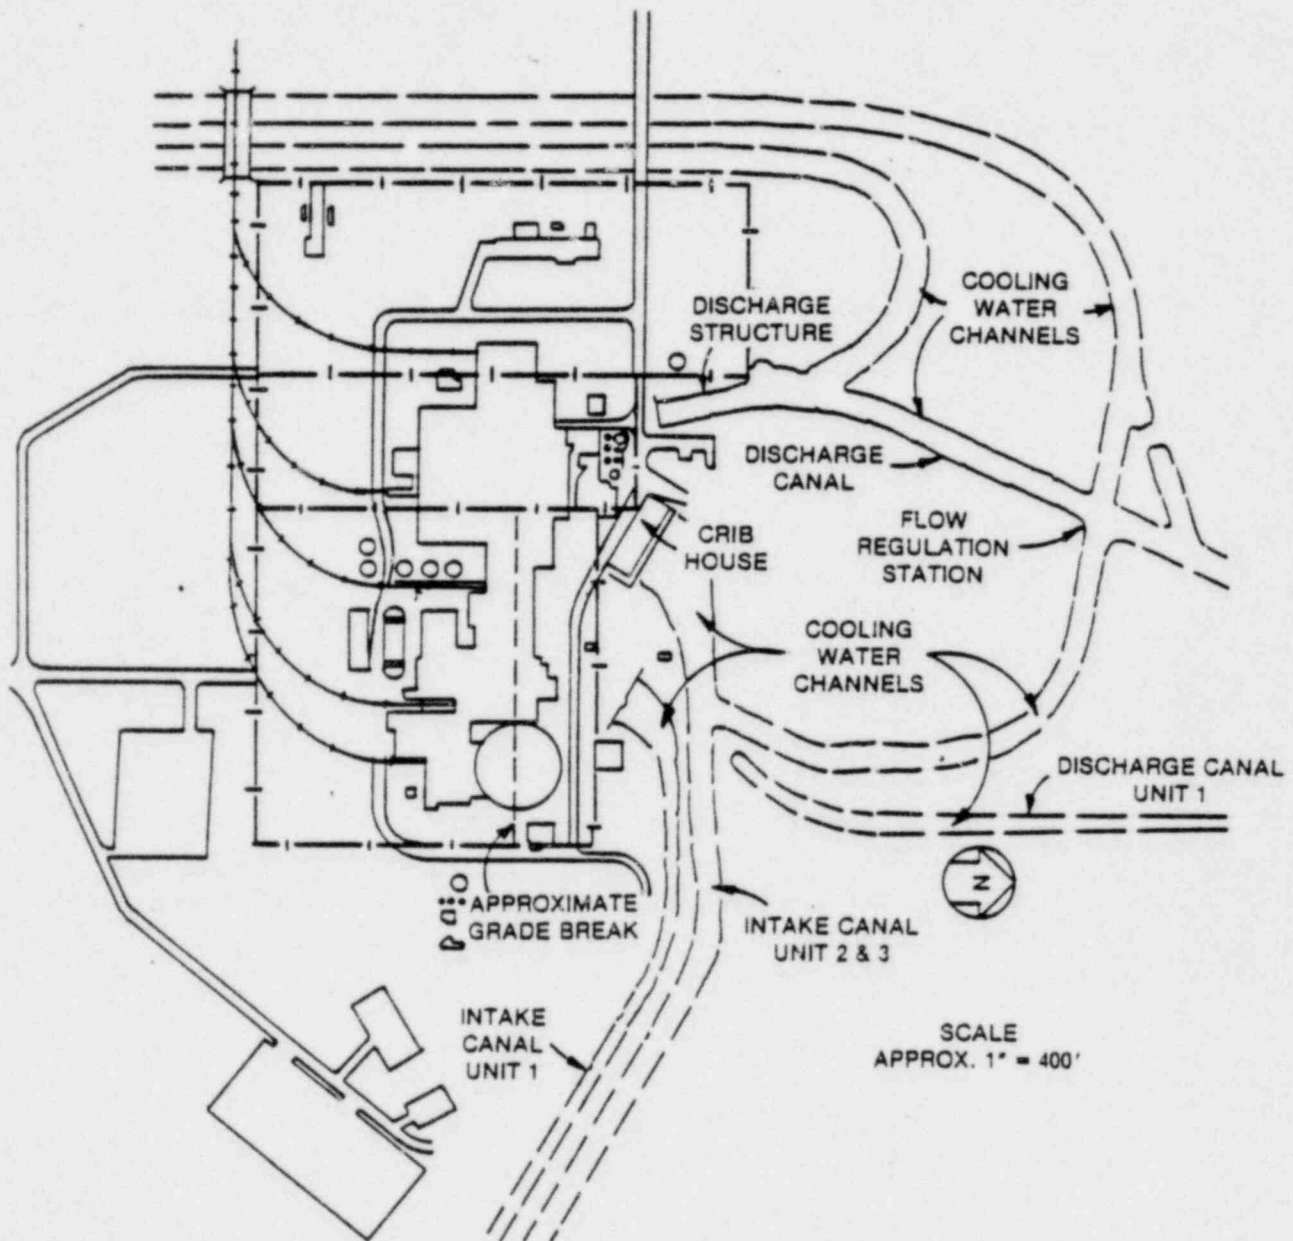 COOLING
WATER
CHANNELS
DISCHARGE
STRUCTURE
DISCHARGE
CANAL
FLOW
REGULATION
STATION
CRIB
HOUSE
COOLING
WATER
CHANNELS
DISCHARGE CANAL
UNIT 1
N
APPROXIMATE
GRADE BREAK
INTAKE CANAL
UNIT 2 & 3
INTAKE
CANAL
UNIT 1
SCALE
APPROX. 1" = 400'